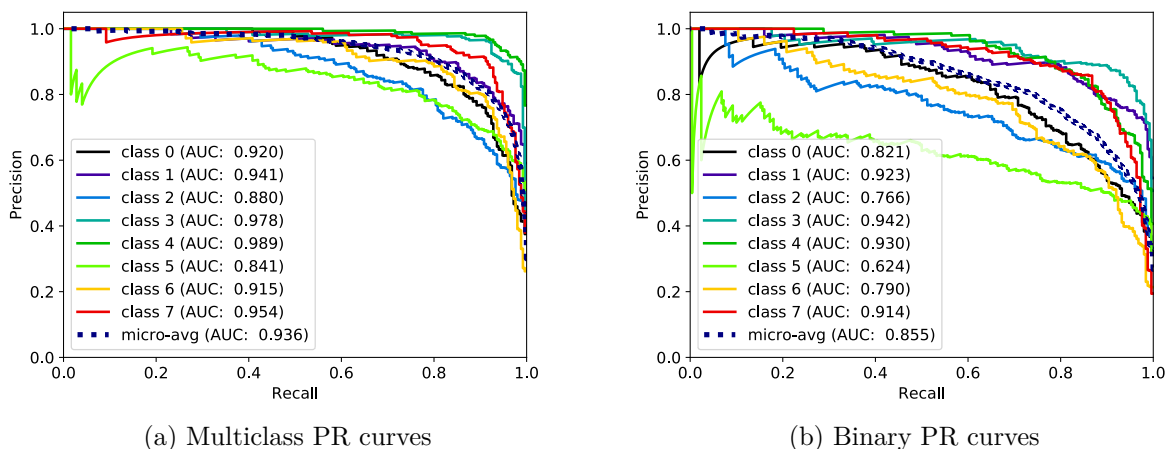 1.0
0.8
0.6
0.4
0.2
0.0
Precision
class 0 (AUC: 0.920)
class 1 (AUC: 0.941)
class 2 (AUC: 0.880)
class 3 (AUC: 0.978)
class 4 (AUC: 0.989)
class 5 (AUC: 0.841)
class 6 (AUC: 0.915)
class 7 (AUC: 0.954)
micro-avg (AUC: 0.936)
0.0 0.2 0.4 0.6 0.8 1.0
Recall
(a) Multiclass PR curves
1.0
0.8
0.6
0.4
0.2
0.0
Precision
class 0 (AUC: 0.821)
class 1 (AUC: 0.923)
class 2 (AUC: 0.766)
class 3 (AUC: 0.942)
class 4 (AUC: 0.930)
class 5 (AUC: 0.624)
class 6 (AUC: 0.790)
class 7 (AUC: 0.914)
micro-avg (AUC: 0.855)
0.0 0.2 0.4 0.6 0.8 1.0
Recall
(b) Binary PR curves